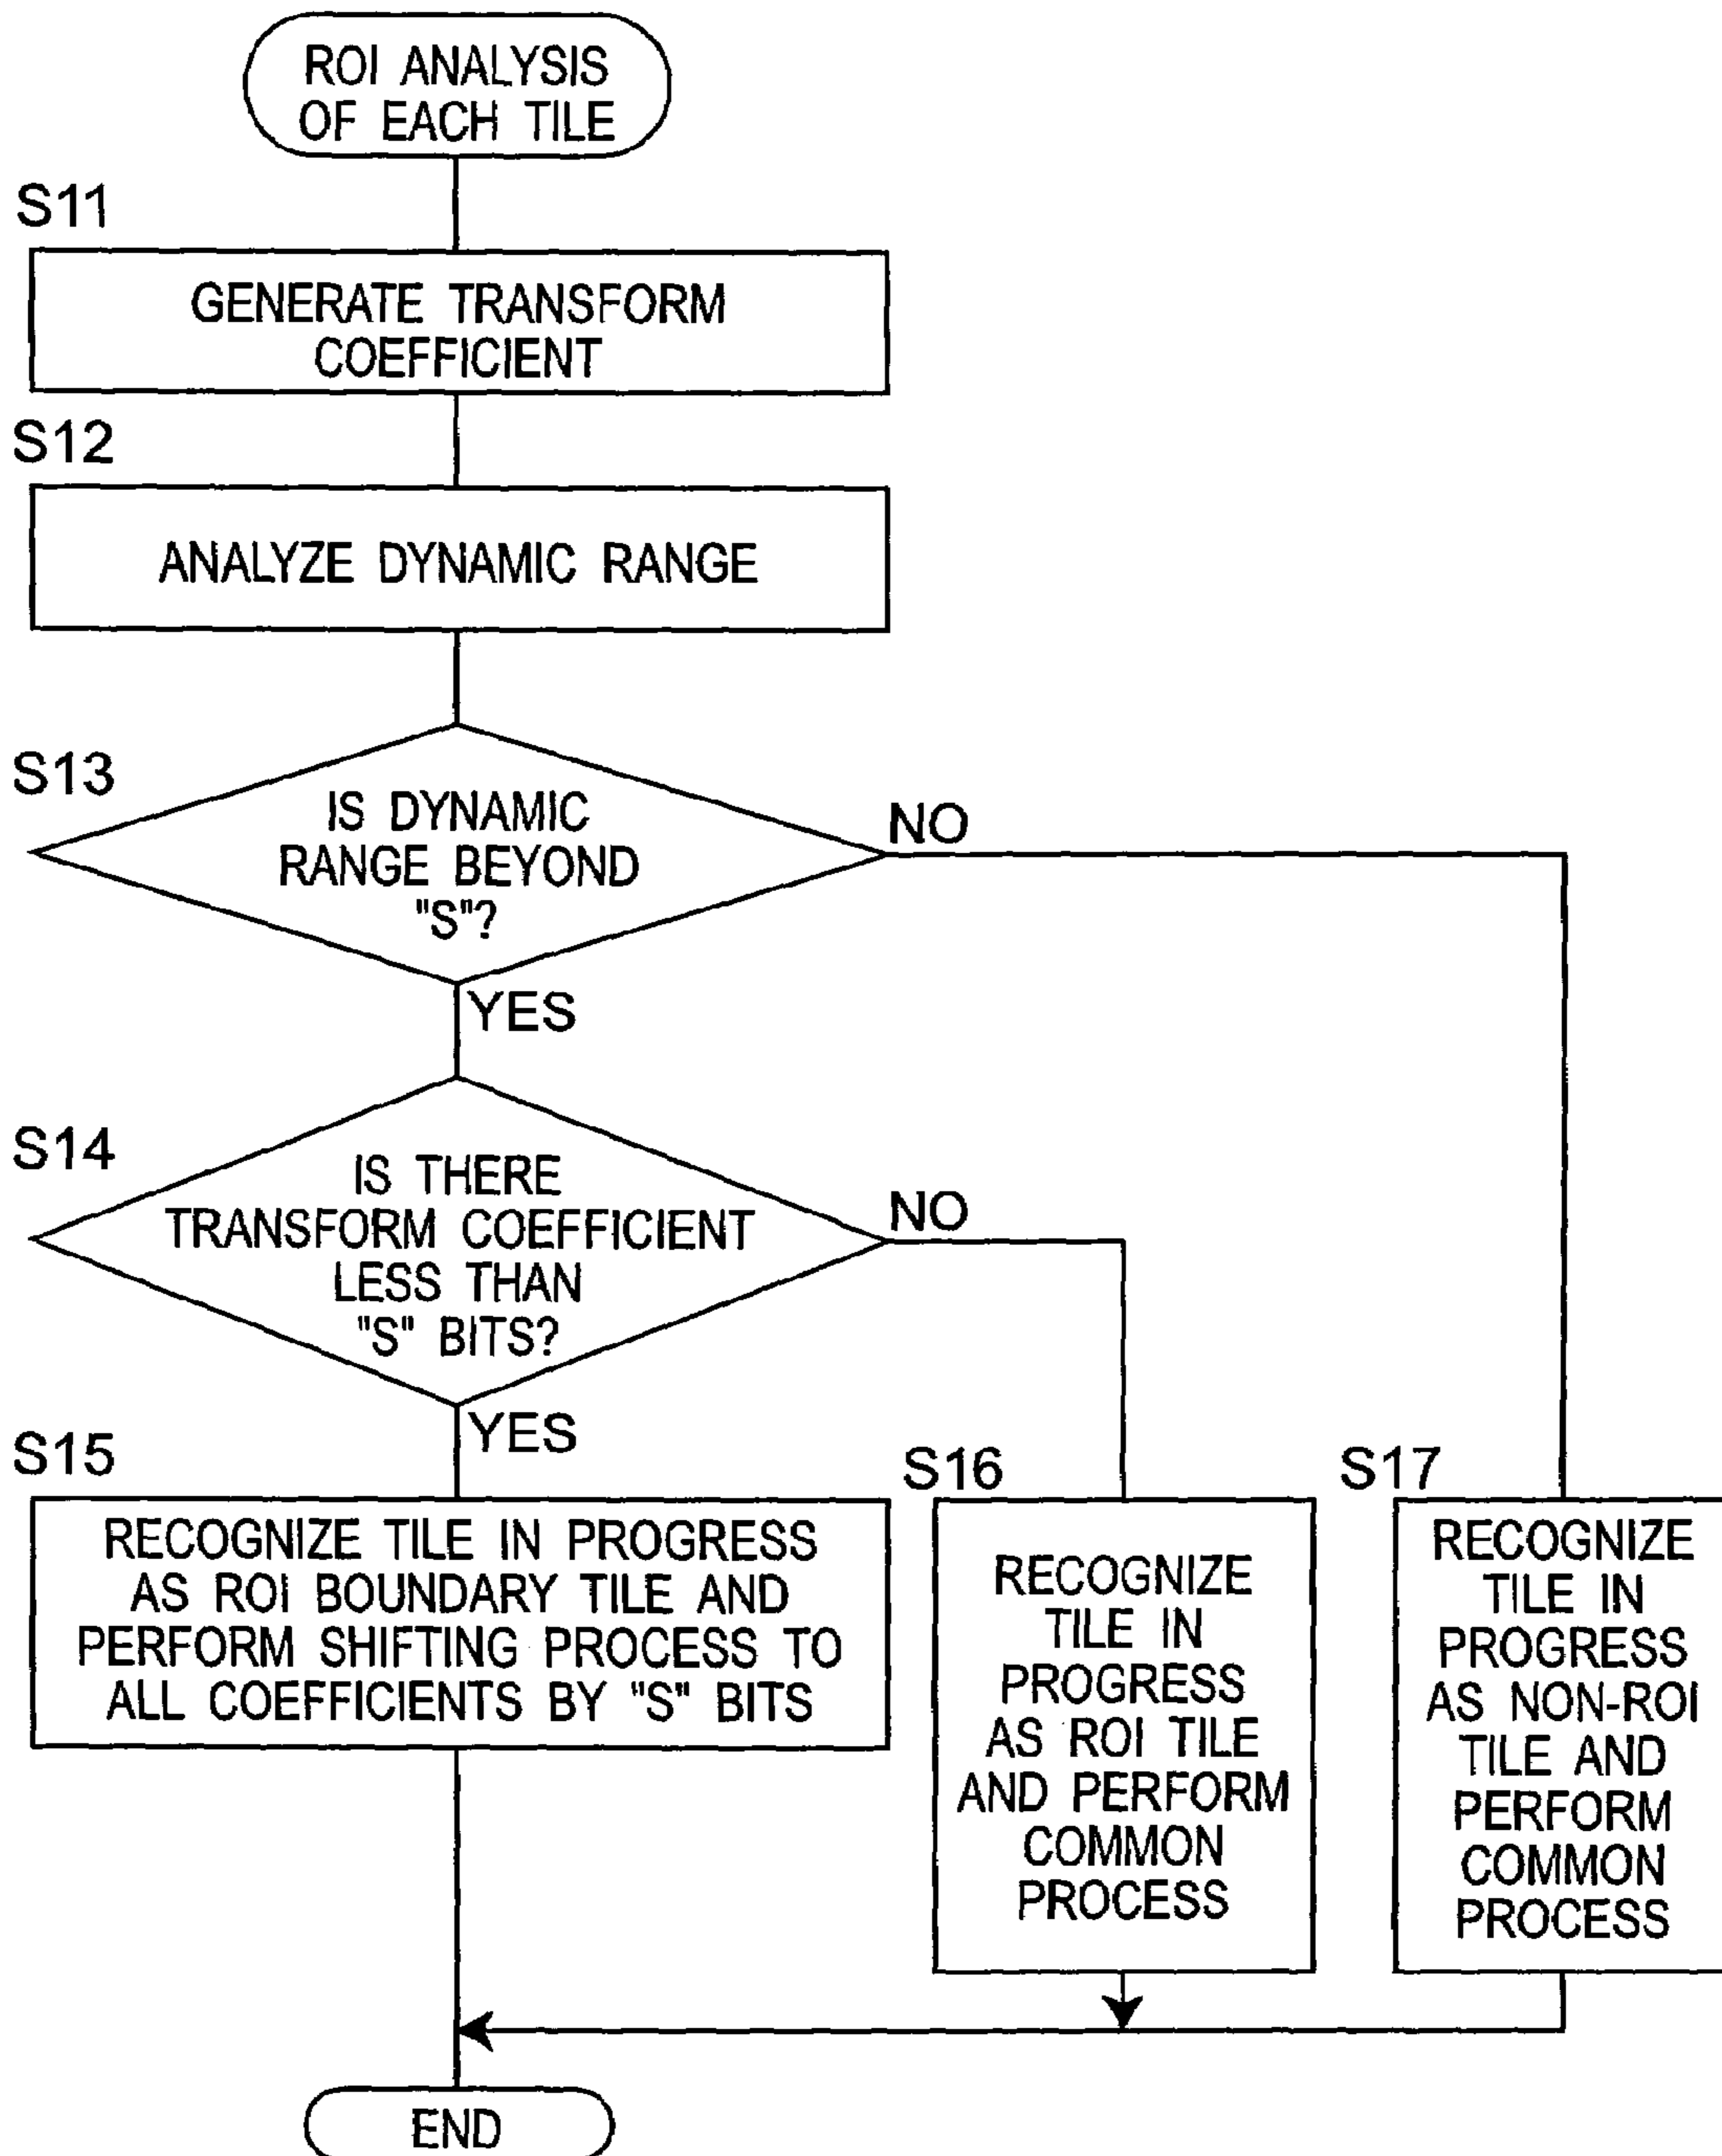 ROI ANALYSIS
OF EACH TILE
S11
GENERATE TRANSFORM
COEFFICIENT
S12
ANALYZE DYNAMIC RANGE
S13
IS DYNAMIC
RANGE BEYOND
"S"?
NO
YES
S14
IS THERE
TRANSFORM COEFFICIENT
LESS THAN
"S" BITS?
NO
YES
S15
RECOGNIZE TILE IN PROGRESS
AS ROI BOUNDARY TILE AND
PERFORM SHIFTING PROCESS TO
ALL COEFFICIENTS BY "S" BITS
S16
RECOGNIZE
TILE IN
PROGRESS
AS ROI TILE
AND PERFORM
COMMON
PROCESS
S17
RECOGNIZE
TILE IN
PROGRESS
AS NON-ROI
TILE AND
PERFORM
COMMON
PROCESS
END